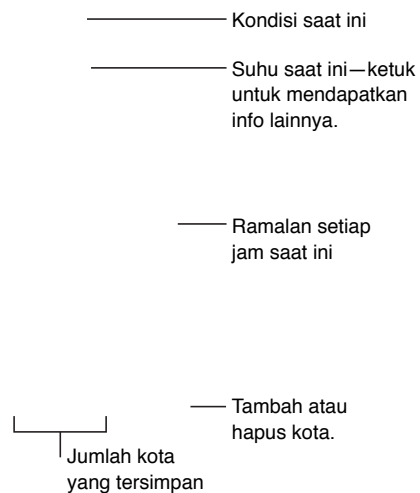 Kondisi saat ini
Suhu saat ini—ketuk
untuk mendapatkan
info lainnya.
Ramalan setiap
jam saat ini
Tambah atau
hapus kota.
Jumlah kota
yang tersimpan